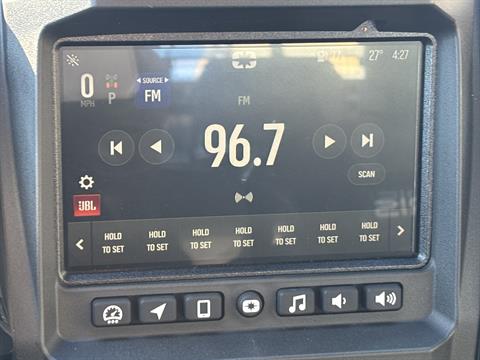 27° 4:27
0
MPH
P
SOURCE
FM
FM
96.7
SCAN
JBL
HOLD TO SET HOLD TO SET HOLD TO SET HOLD TO SET HOLD TO SET HOLD TO SET HOLD TO SET